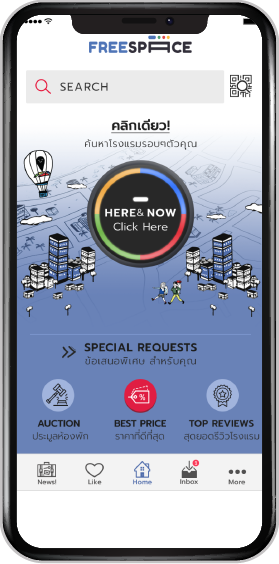 FREESPACE
SEARCH
คลิกเดียว!
ค้นหาโรงแรมรอบๆตัวคุณ
HERE & NOW
Click Here
SPECIAL REQUESTS
ข้อเสนอพิเศษ สำหรับคุณ
AUCTION
ประมูลห้องพัก
BEST PRICE
ราคาที่ดีที่สุด
TOP REVIEWS
สุดยอดรีวิวโรงแรม
News!
Like
Home
Inbox
More